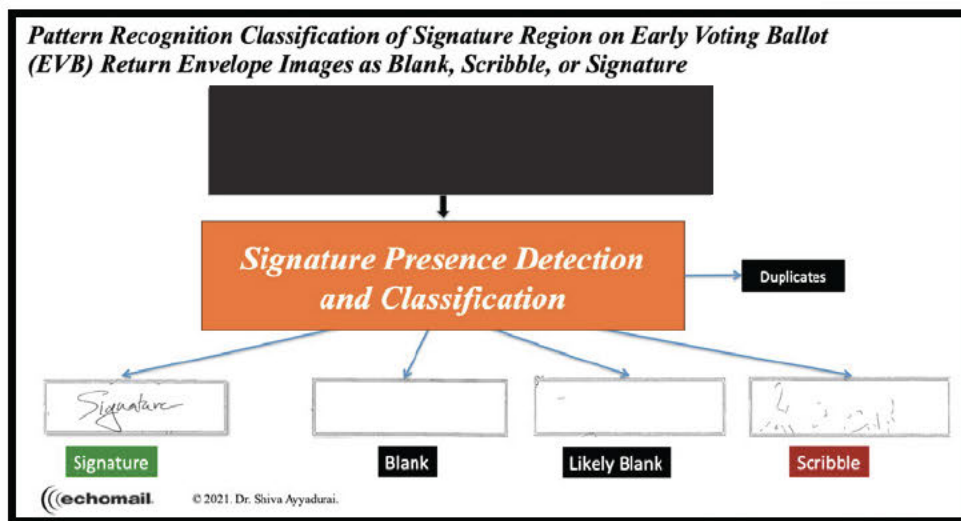 Pattern Recognition Classification of Signature Region on Early Voting Ballot
(EVB) Return Envelope Images as Blank, Scribble, or Signature
Signature Presence Detection
and Classification
Duplicates
Signature
Signature
Blank
Likely Blank
Scribble
(((echomail.
© 2021. Dr. Shiva Ayyadurai.